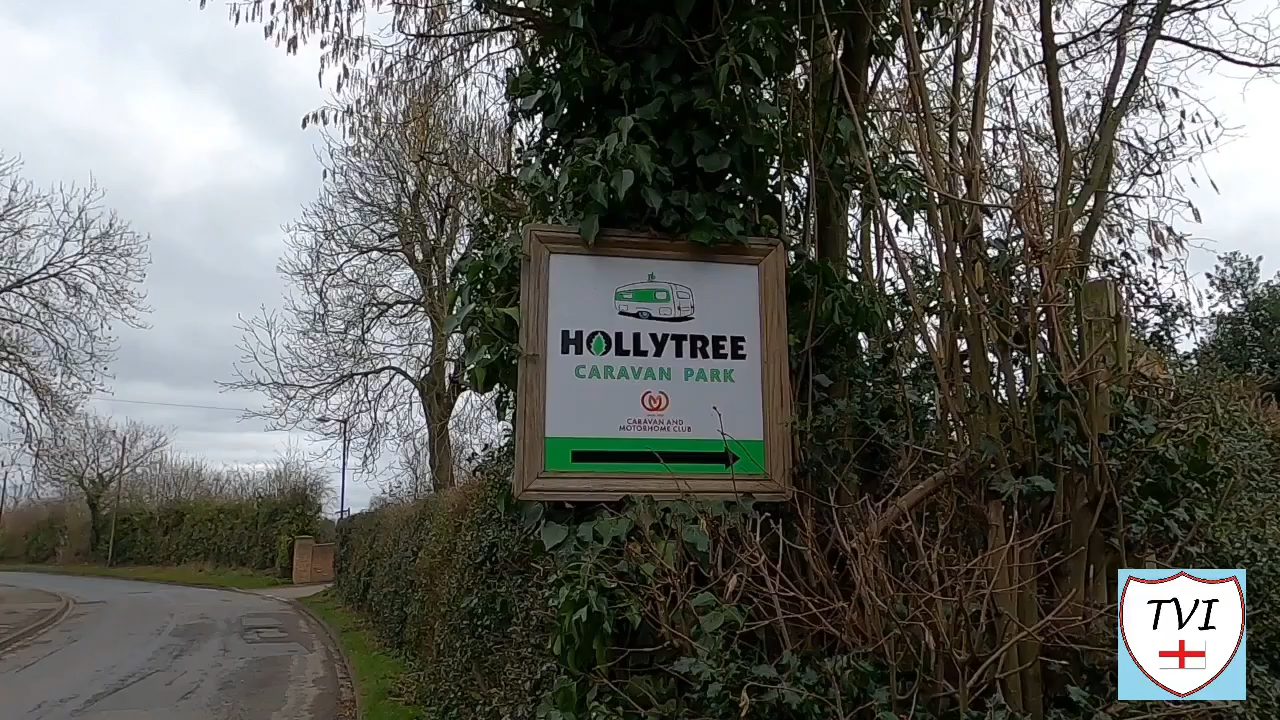 HOLLYTREE
CARAVAN PARK
CARAVAN AND
MOTORHOME CLUB
TVI